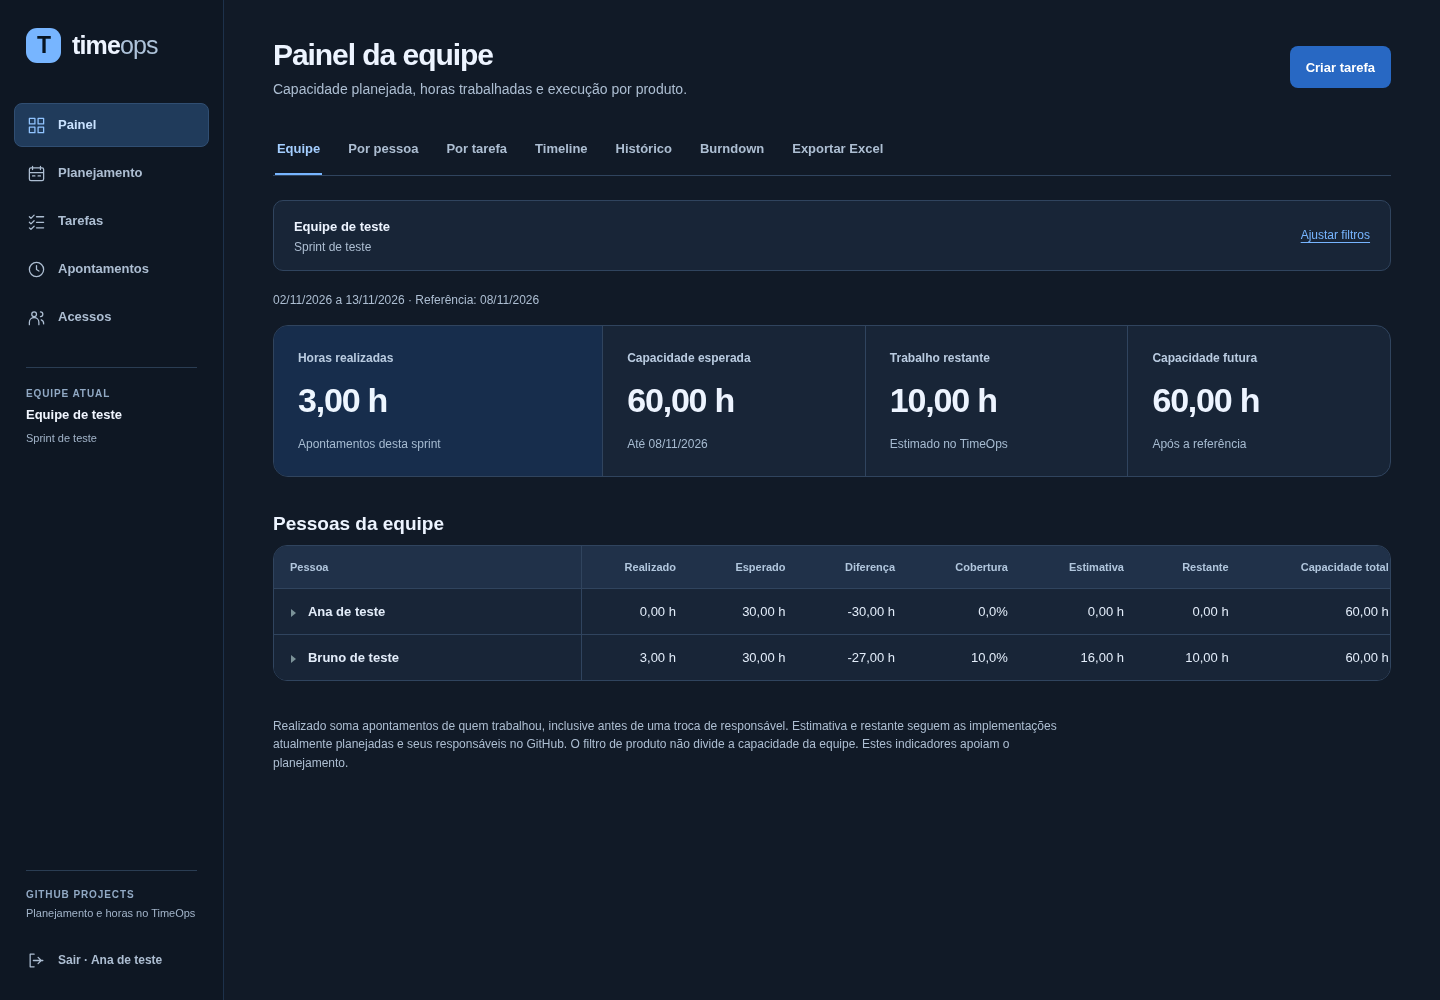 T timeops
Painel
Planejamento
Tarefas
Apontamentos
Acessos
EQUIPE ATUAL
Equipe de teste
Sprint de teste
GITHUB PROJECTS
Planejamento e horas no TimeOps
Sair · Ana de teste
Painel da equipe
Capacidade planejada, horas trabalhadas e execução por produto.
Criar tarefa
Equipe Por pessoa Por tarefa Timeline Histórico Burndown Exportar Excel
Equipe de teste
Sprint de teste
Ajustar filtros
02/11/2026 a 13/11/2026 · Referência: 08/11/2026
Horas realizadas
3,00 h
Apontamentos desta sprint
Capacidade esperada
60,00 h
Até 08/11/2026
Trabalho restante
10,00 h
Estimado no TimeOps
Capacidade futura
60,00 h
Após a referência
Pessoas da equipe
Pessoa Realizado Esperado Diferença Cobertura Estimativa Restante Capacidade total
Ana de teste 0,00 h 30,00 h -30,00 h 0,0% 0,00 h 0,00 h 60,00 h
Bruno de teste 3,00 h 30,00 h -27,00 h 10,0% 16,00 h 10,00 h 60,00 h
Realizado soma apontamentos de quem trabalhou, inclusive antes de uma troca de responsável. Estimativa e restante seguem as implementações
atualmente planejadas e seus responsáveis no GitHub. O filtro de produto não divide a capacidade da equipe. Estes indicadores apoiam o
planejamento.